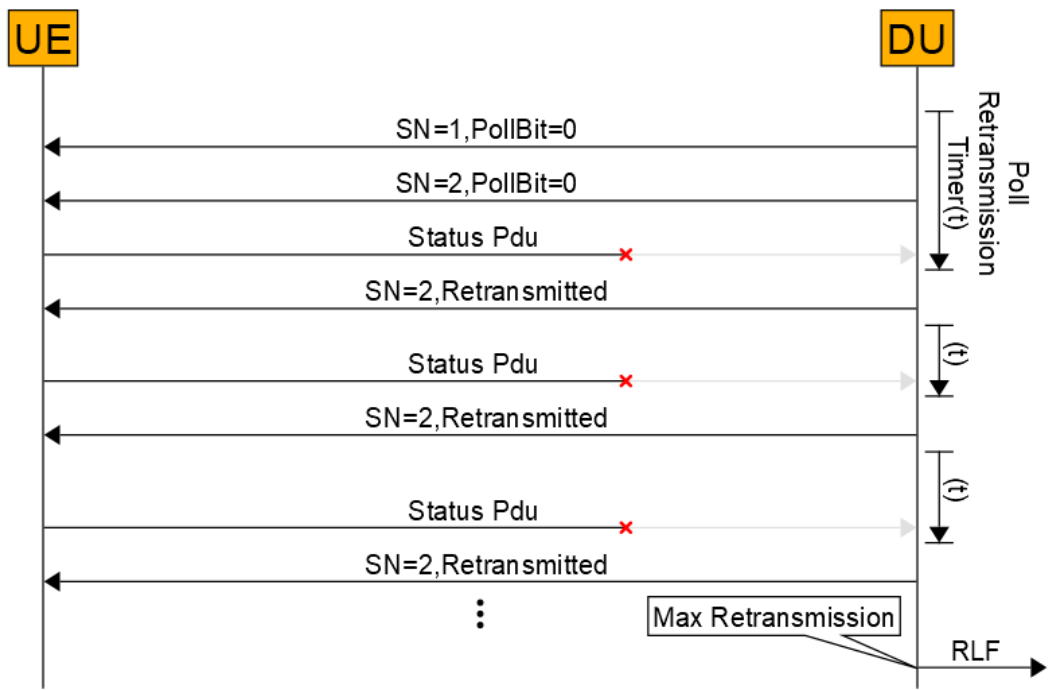 UE
DU
Poll
Retransmission
Timer(t)
SN=1,PollBit=0
SN=2,PollBit=0
Status Pdu
SN=2,Retransmitted
(t)
Status Pdu
SN=2,Retransmitted
(t)
Status Pdu
SN=2,Retransmitted
Max Retransmission
RLF